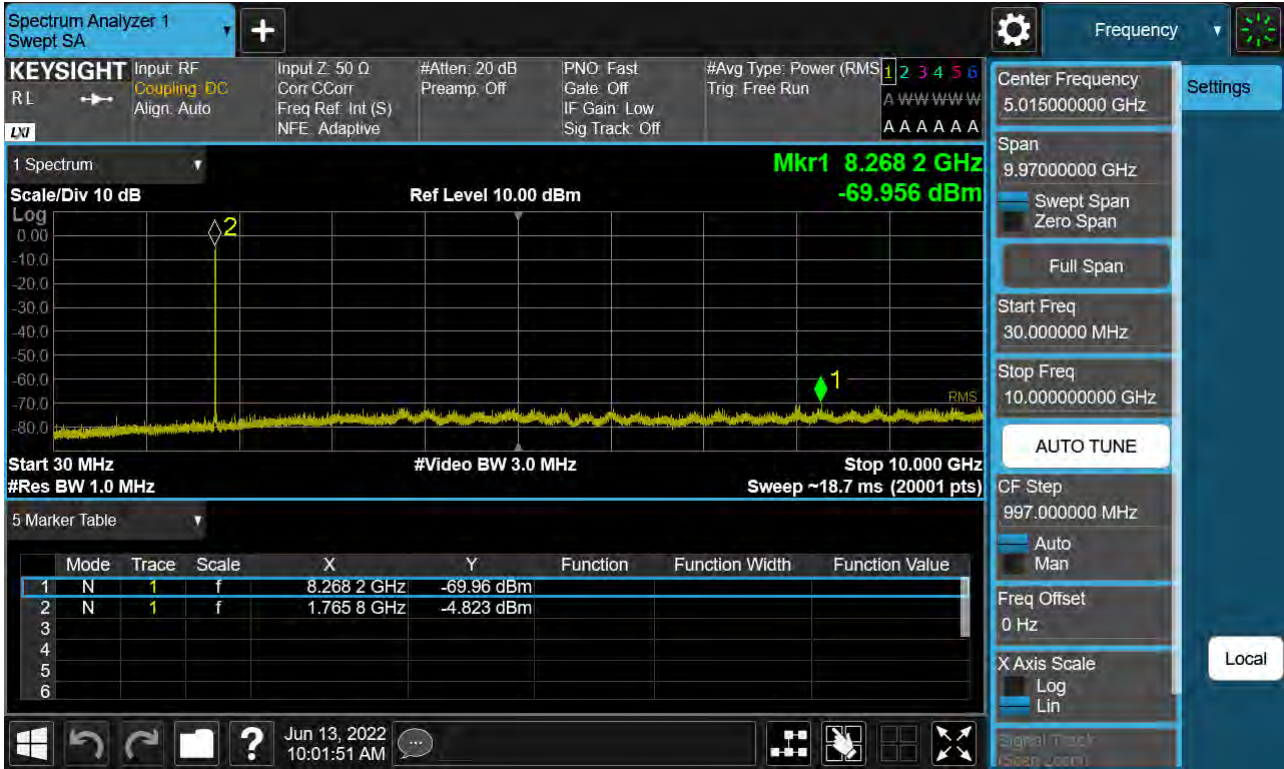 Spectrum Analyzer 1
Swept SA
+
Frequency
KEYSIGHT
RL
LXI
Input: RF
Coupling: DC
Align: Auto
Input Z: 50 Ω
Corr CCorr
Freq Ref: Int (S)
NFE: Adaptive
#Atten: 20 dB
Preamp: Off
PNO: Fast
Gate: Off
IF Gain: Low
Sig Track: Off
#Avg Type: Power (RMS
Trig: Free Run
1 2 3 4 5 6
A W W W W W
A A A A A A
1 Spectrum
Scale/Div 10 dB
Ref Level 10.00 dBm
Mkr1 8.268 2 GHz
-69.956 dBm
Log
0.00
-10.0
-20.0
-30.0
-40.0
-50.0
-60.0
-70.0
-80.0
2
1
RMS
Start 30 MHz
#Video BW 3.0 MHz
Stop 10.000 GHz
#Res BW 1.0 MHz
Sweep ~18.7 ms (20001 pts)
5 Marker Table
Mode Trace Scale X Y Function Function Width Function Value
1 N 1 f 8.268 2 GHz -69.96 dBm
2 N 1 f 1.765 8 GHz -4.823 dBm
3
4
5
6
?
Jun 13, 2022
10:01:51 AM
Center Frequency
5.015000000 GHz
Span
9.97000000 GHz
Swept Span
Zero Span
Full Span
Start Freq
30.000000 MHz
Stop Freq
10.000000000 GHz
AUTO TUNE
CF Step
997.000000 MHz
Auto
Man
Freq Offset
0 Hz
X Axis Scale
Log
Lin
Signal Track
(Span Zoom)
Settings
Local